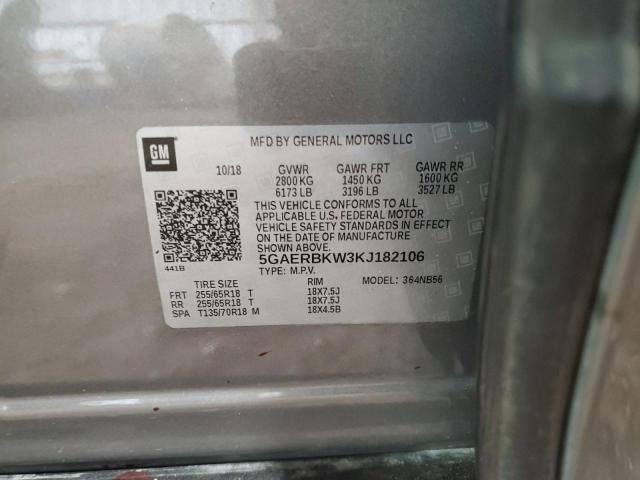 GM
MFD BY GENERAL MOTORS LLC
10/18 GVWR GAWR FRT GAWR RR
2800 KG 1450 KG 1600 KG
6173 LB 3196 LB 3527 LB
THIS VEHICLE CONFORMS TO ALL
APPLICABLE U.S. FEDERAL MOTOR
VEHICLE SAFETY STANDARDS IN EFFECT
ON THE DATE OF MANUFACTURE
SHOWN ABOVE.
441B 5GAERBKW3KJ182106
TYPE: M.P.V. MODEL: 364NB56
TIRE SIZE RIM
FRT 255/65R18 T 18X7.5J
RR 255/65R18 T 18X7.5J
SPA T135/70R18 M 18X4.5B